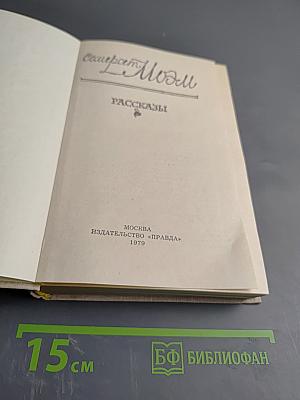 Сомерсет
Моэм
РАССКАЗЫ
МОСКВА
ИЗДАТЕЛЬСТВО «ПРАВДА»
1979
15 см
БФ БИБЛИОФАН